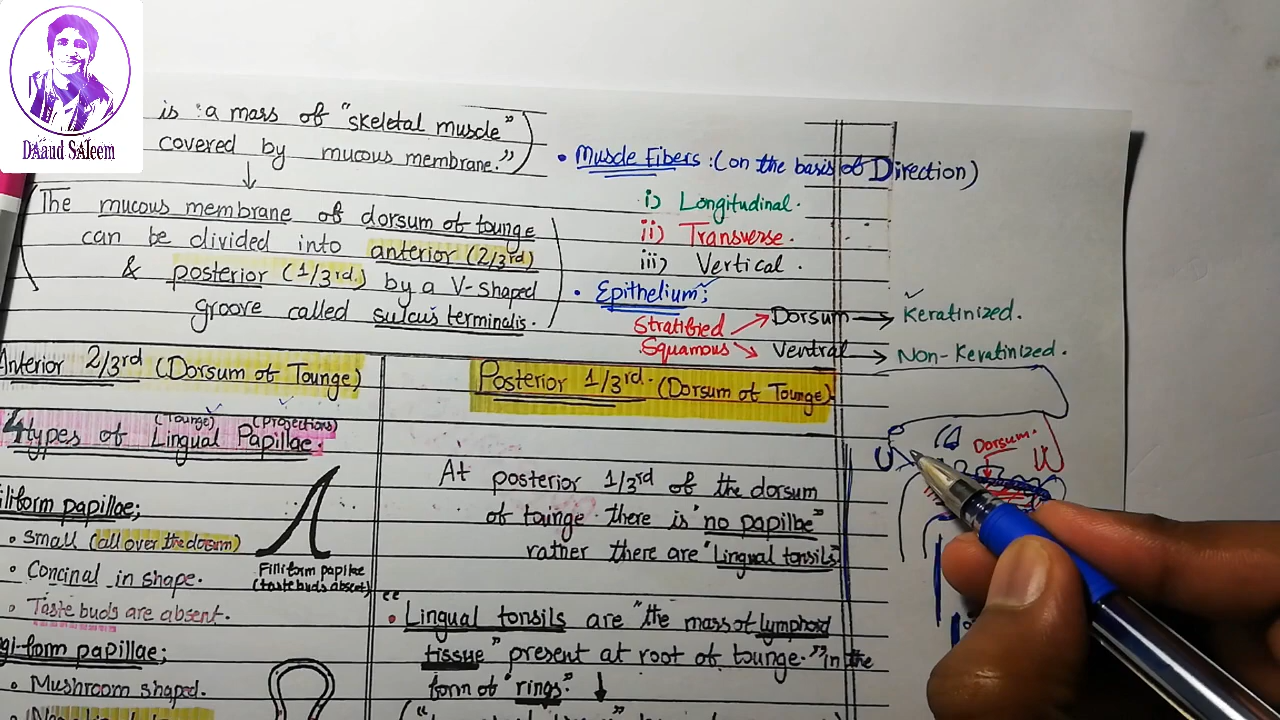 DAaud SAleem
is a mass of "skeletal muscle"
covered by mucous membrane."
The mucous membrane of dorsum of tounge
can be divided into anterior (2/3rd)
& posterior (1/3rd.) by a V-shaped
groove called sulcus terminalis.
• Muscle Fibers: (on the basis of Direction)
i) Longitudinal.
ii) Transverse.
iii) Vertical.
• Epithelium;
Stratified
Squamous
Dorsum → Keratinized.
Ventral → Non-Keratinized.
Anterior 2/3rd (Dorsum of Tounge)
4 types of Lingual Papillae.
(Tounge) (Projections)
iliform papillae;
• Small (all over the dorsum)
• Concinal in shape.
• Taste buds are absent.
Filiform papillae
(taste buds absent)
gi-form papillae;
• Mushroom shaped.
Posterior 1/3rd. (Dorsum of Tounge)
At posterior 1/3rd of the dorsum
of tounge there is "no papillae"
rather there are "Lingual tonsils
"
• Lingual tonsils are "the mass of lymphoid
tissue" present at root of tounge." in the
form of "rings".
Dorsum.